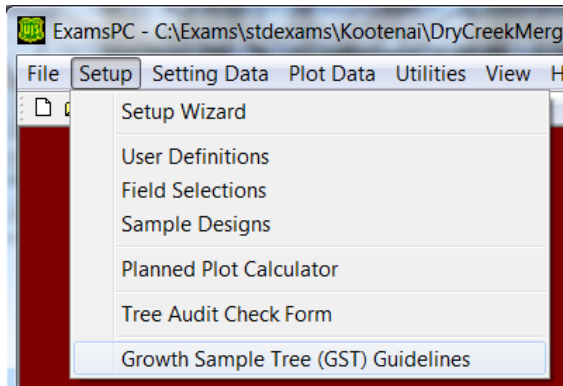 ExamsPC - C:\Exams\stdexams\Kootenai\DryCreekMerg
File Setup Setting Data Plot Data Utilities View H
Setup Wizard
User Definitions
Field Selections
Sample Designs
Planned Plot Calculator
Tree Audit Check Form
Growth Sample Tree (GST) Guidelines